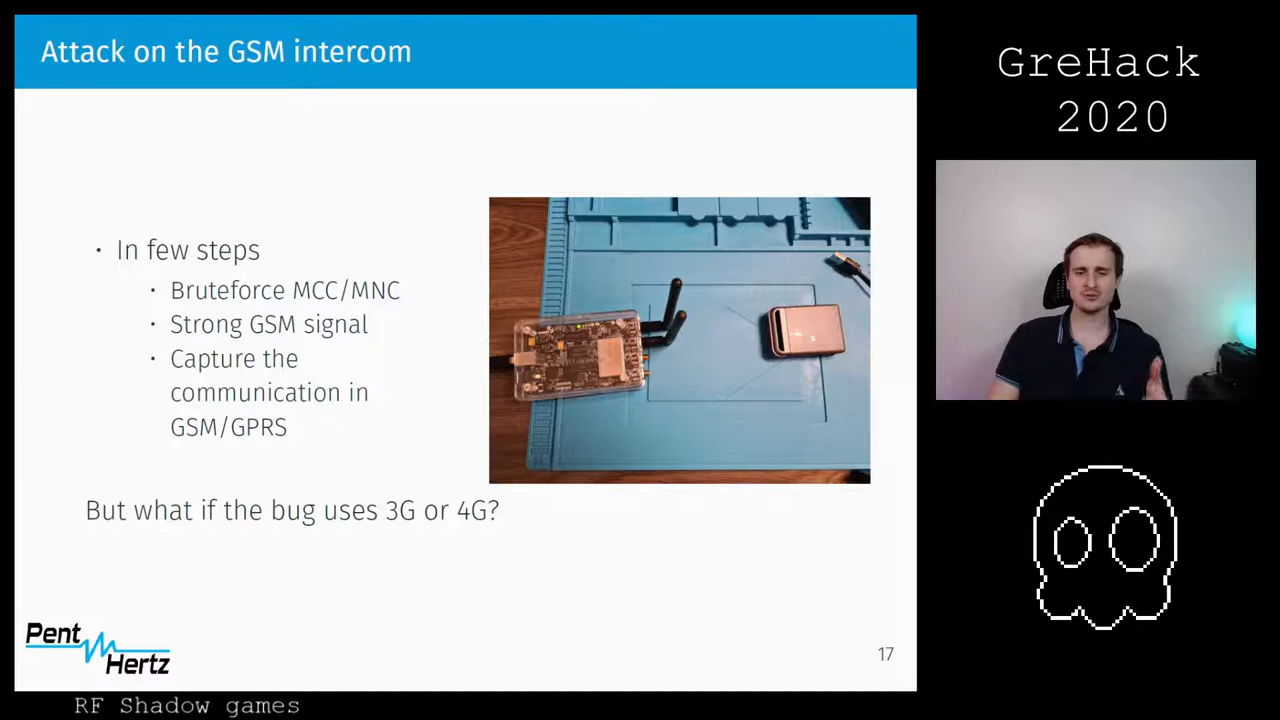 Attack on the GSM intercom
GreHack
2020
• In few steps
• Bruteforce MCC/MNC
• Strong GSM signal
• Capture the
communication in
GSM/GPRS
But what if the bug uses 3G or 4G?
Pent
Hertz
17
RF Shadow games